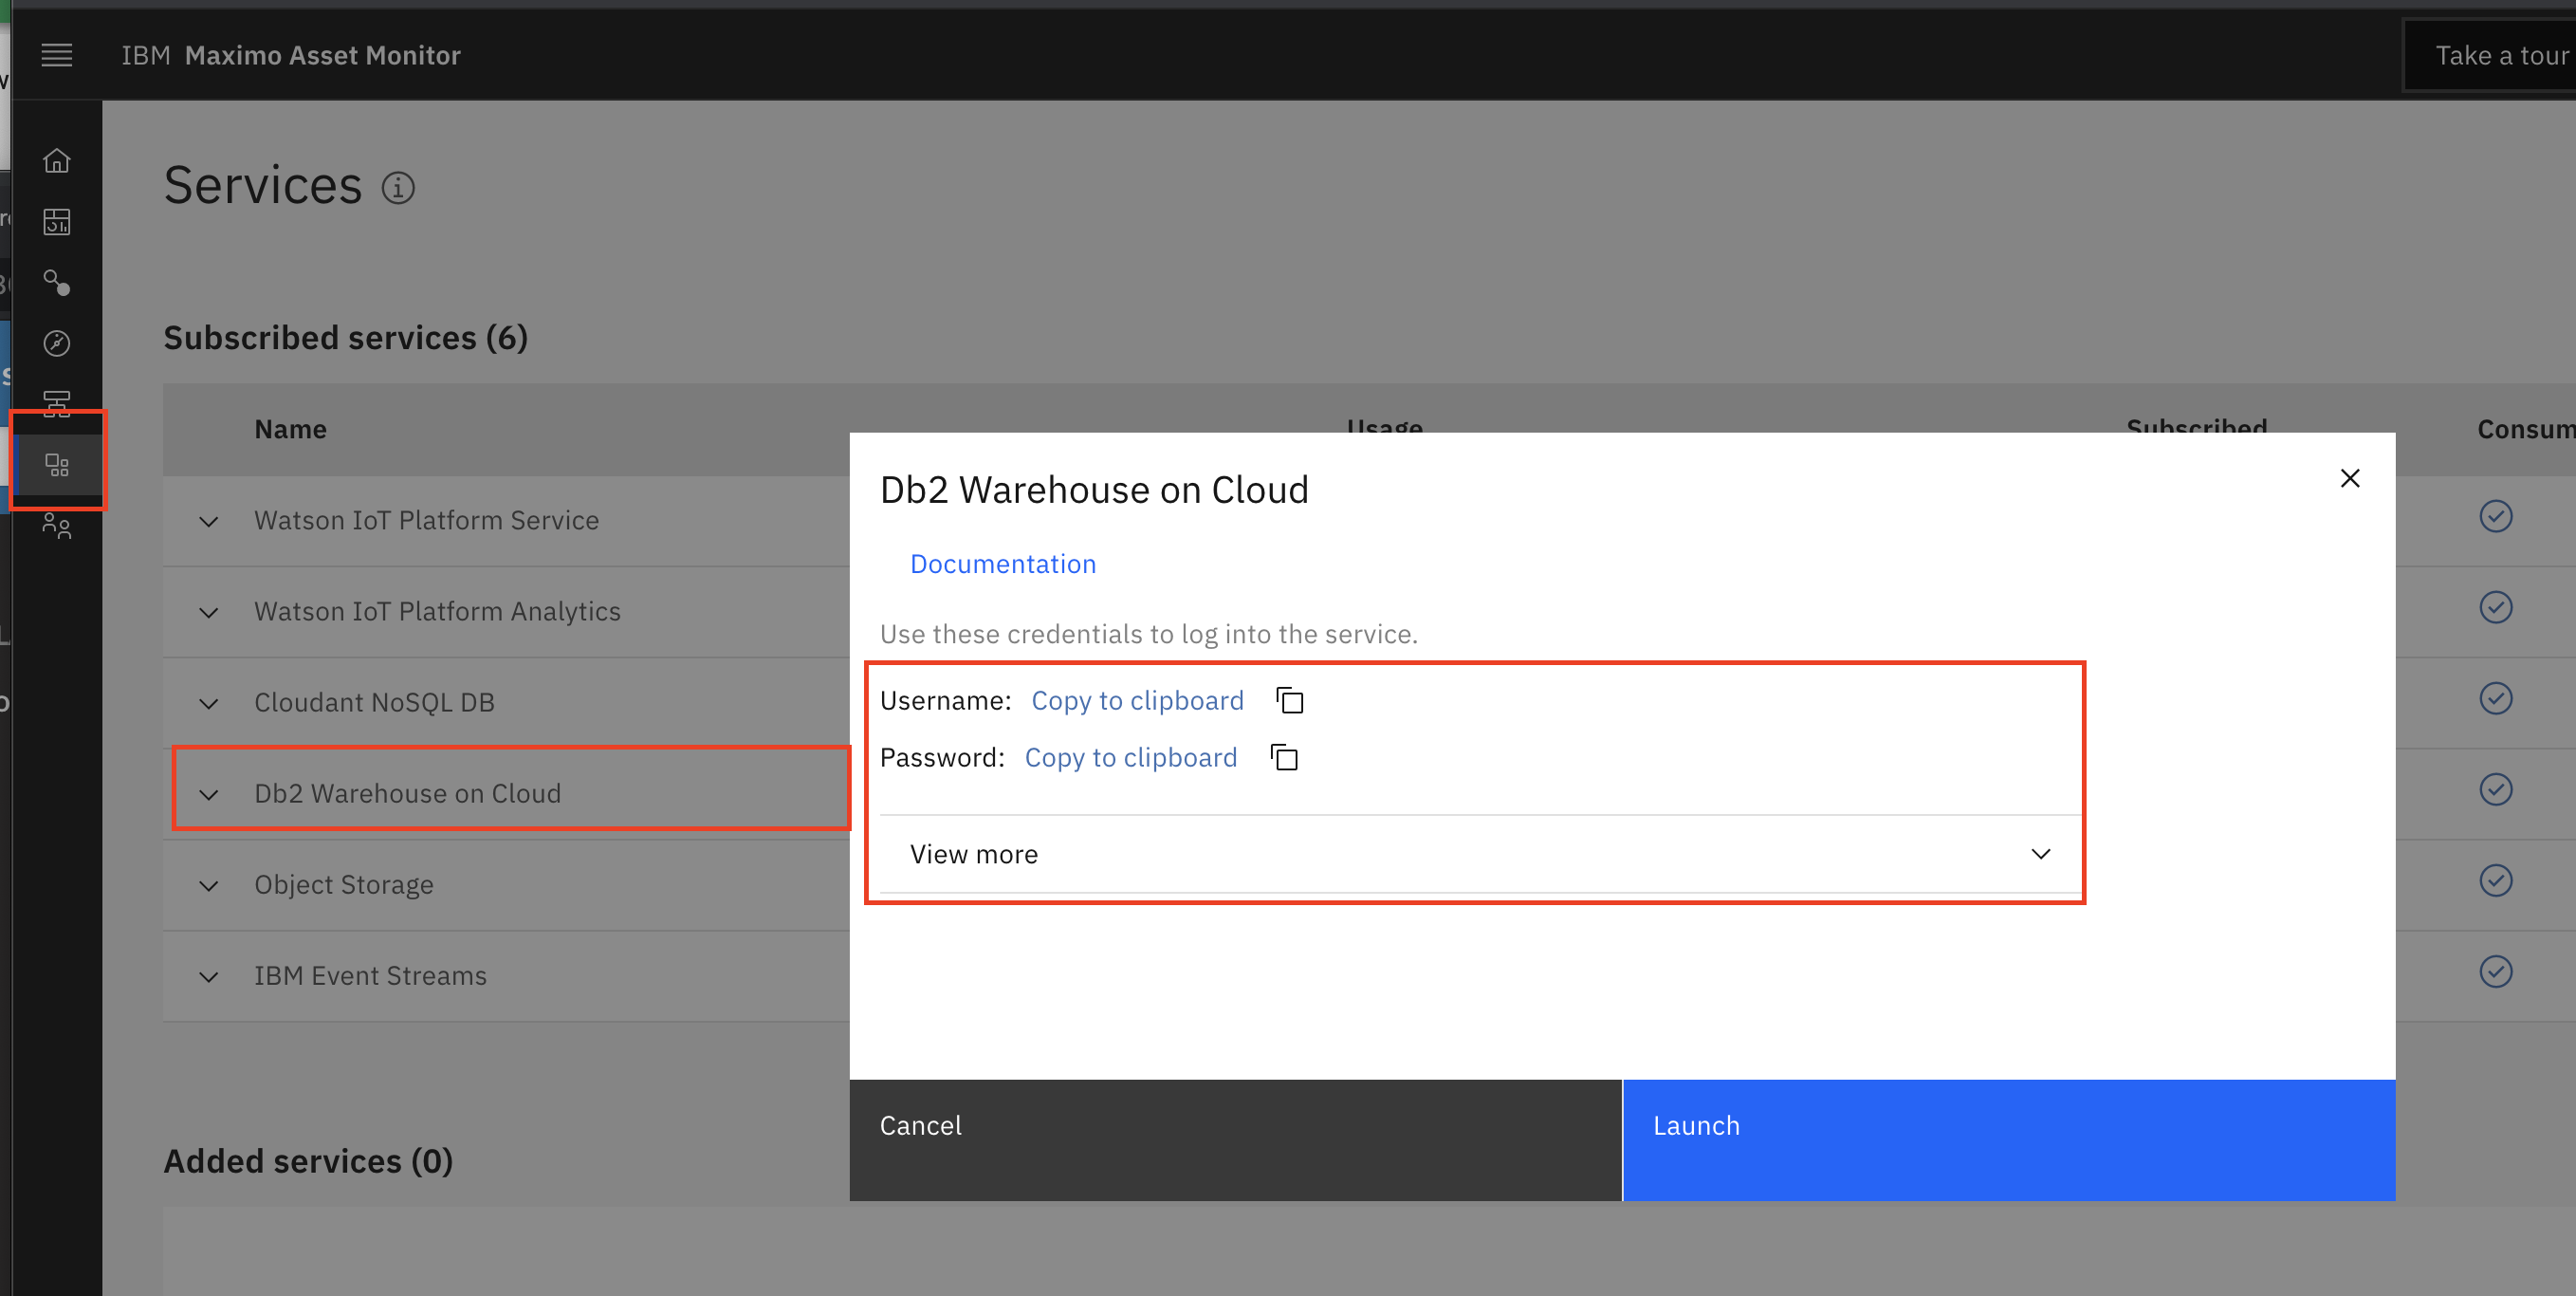 IBM Maximo Asset Monitor
Take a tour
Services
Subscribed services (6)
Name
Usage
Subscribed
Watson IoT Platform Service
Watson IoT Platform Analytics
Cloudant NoSQL DB
Db2 Warehouse on Cloud
Object Storage
IBM Event Streams
Added services (0)
Db2 Warehouse on Cloud
Documentation
Use these credentials to log into the service.
Username: Copy to clipboard
Password: Copy to clipboard
View more
Cancel
Launch